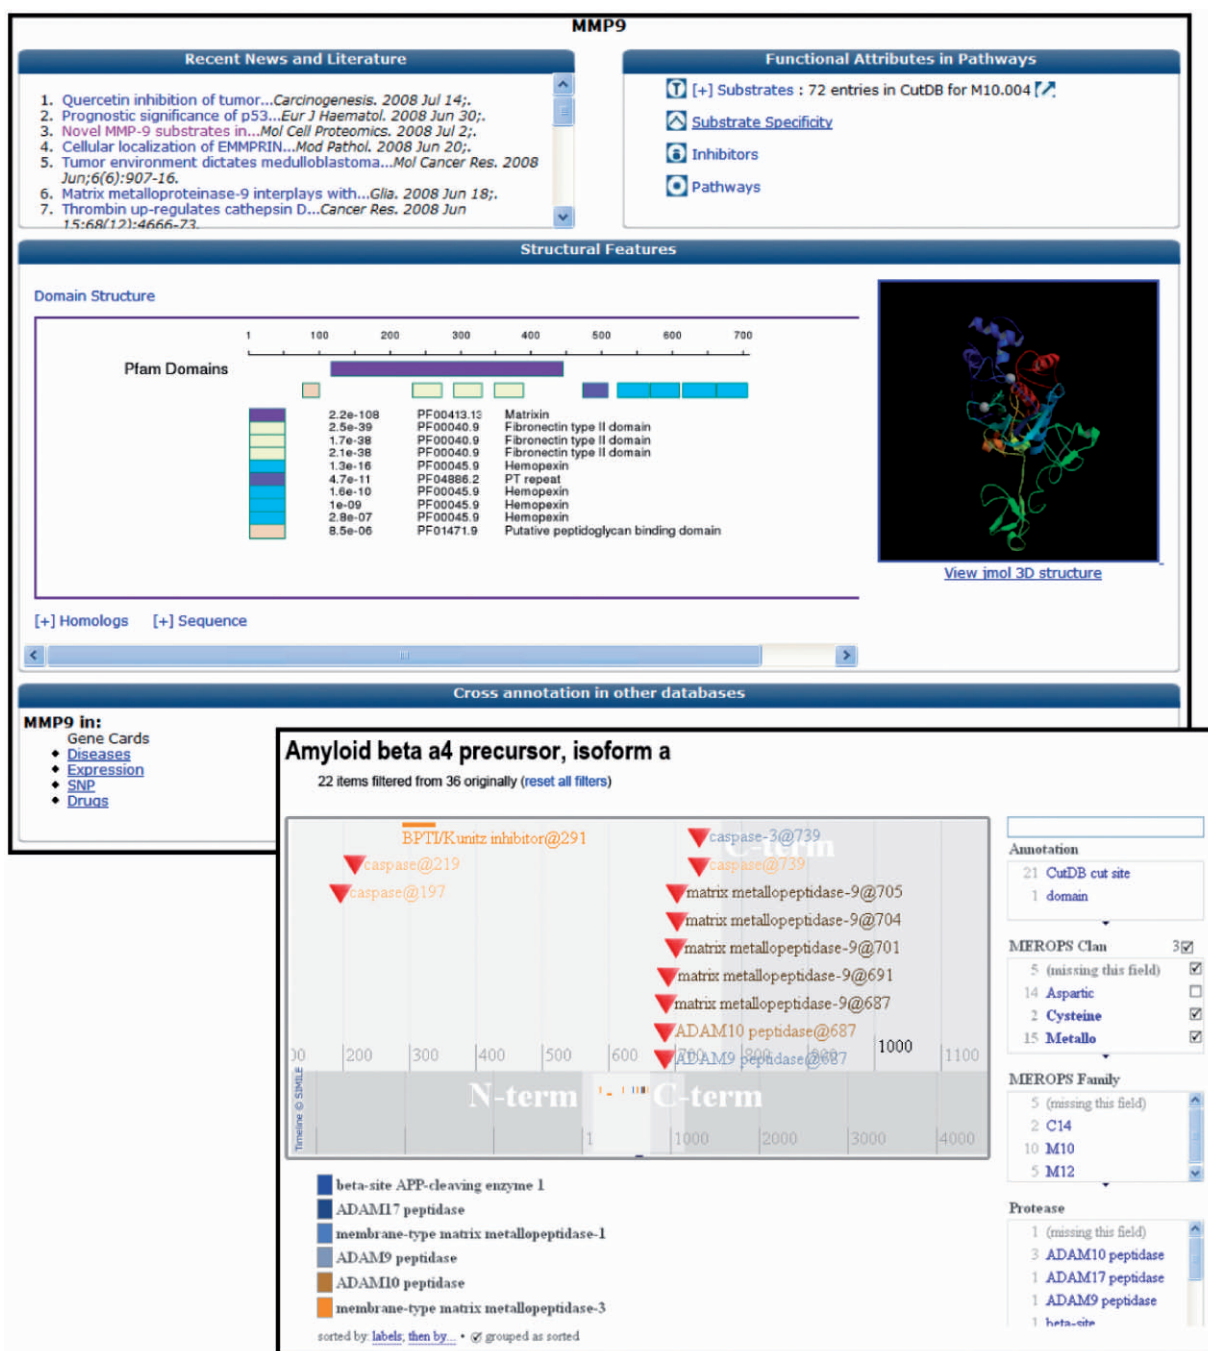 MMP9
Recent News and Literature
1. Quercetin inhibition of tumor...Carcinogenesis. 2008 Jul 14;.
2. Prognostic significance of p53...Eur J Haematol. 2008 Jun 30;.
3. Novel MMP-9 substrates in...Mol Cell Proteomics. 2008 Jul 2;.
4. Cellular localization of EMMPRIN...Mod Pathol. 2008 Jun 20;.
5. Tumor environment dictates medulloblastoma...Mol Cancer Res. 2008
Jun;6(6):907-16.
6. Matrix metalloproteinase-9 interplays with...Glia. 2008 Jun 18;.
7. Thrombin up-regulates cathepsin D...Cancer Res. 2008 Jun
15;68(12):4666-73.
Functional Attributes in Pathways
T [+] Substrates : 72 entries in CutDB for M10.004
Substrate Specificity
Inhibitors
Pathways
Structural Features
Domain Structure
1 100 200 300 400 500 600 700
Pfam Domains
2.2e-108 PF00413.13 Matrixin
2.5e-39 PF00040.9 Fibronectin type II domain
1.7e-38 PF00040.9 Fibronectin type II domain
2.1e-38 PF00040.9 Fibronectin type II domain
1.3e-16 PF00045.9 Hemopexin
4.7e-11 PF04886.2 PT repeat
1.6e-10 PF00045.9 Hemopexin
1e-09 PF00045.9 Hemopexin
2.8e-07 PF00045.9 Hemopexin
8.5e-06 PF01471.9 Putative peptidoglycan binding domain
View jmol 3D structure
[+] Homologs [+] Sequence
Cross annotation in other databases
MMP9 in:
Gene Cards
Diseases
Expression
SNP
Drugs
Amyloid beta a4 precursor, isoform a
22 items filtered from 36 originally (reset all filters)
BPTI/Kunitz inhibitor@291
caspase@219
caspase@197
caspase-3@739
C-term
caspase@739
matrix metallopeptidase-9@705
matrix metallopeptidase-9@704
matrix metallopeptidase-9@701
matrix metallopeptidase-9@691
matrix metallopeptidase-9@687
ADAM10 peptidase@687
ADAM9 peptidase@687
00 200 300 400 500 600 700 800 900 1000 1100
Timeline © SIMILE
N-term C-term
1 1000 2000 3000 4000
beta-site APP-cleaving enzyme 1
ADAM17 peptidase
membrane-type matrix metallopeptidase-1
ADAM9 peptidase
ADAM10 peptidase
membrane-type matrix metallopeptidase-3
sorted by: labels; then by... • grouped as sorted
Annotation
21 CutDB cut site
1 domain
MEROPS Clan 3
5 (missing this field)
14 Aspartic
2 Cysteine
15 Metallo
MEROPS Family
5 (missing this field)
2 C14
10 M10
5 M12
Protease
1 (missing this field)
3 ADAM10 peptidase
1 ADAM17 peptidase
1 ADAM9 peptidase
1 beta-site